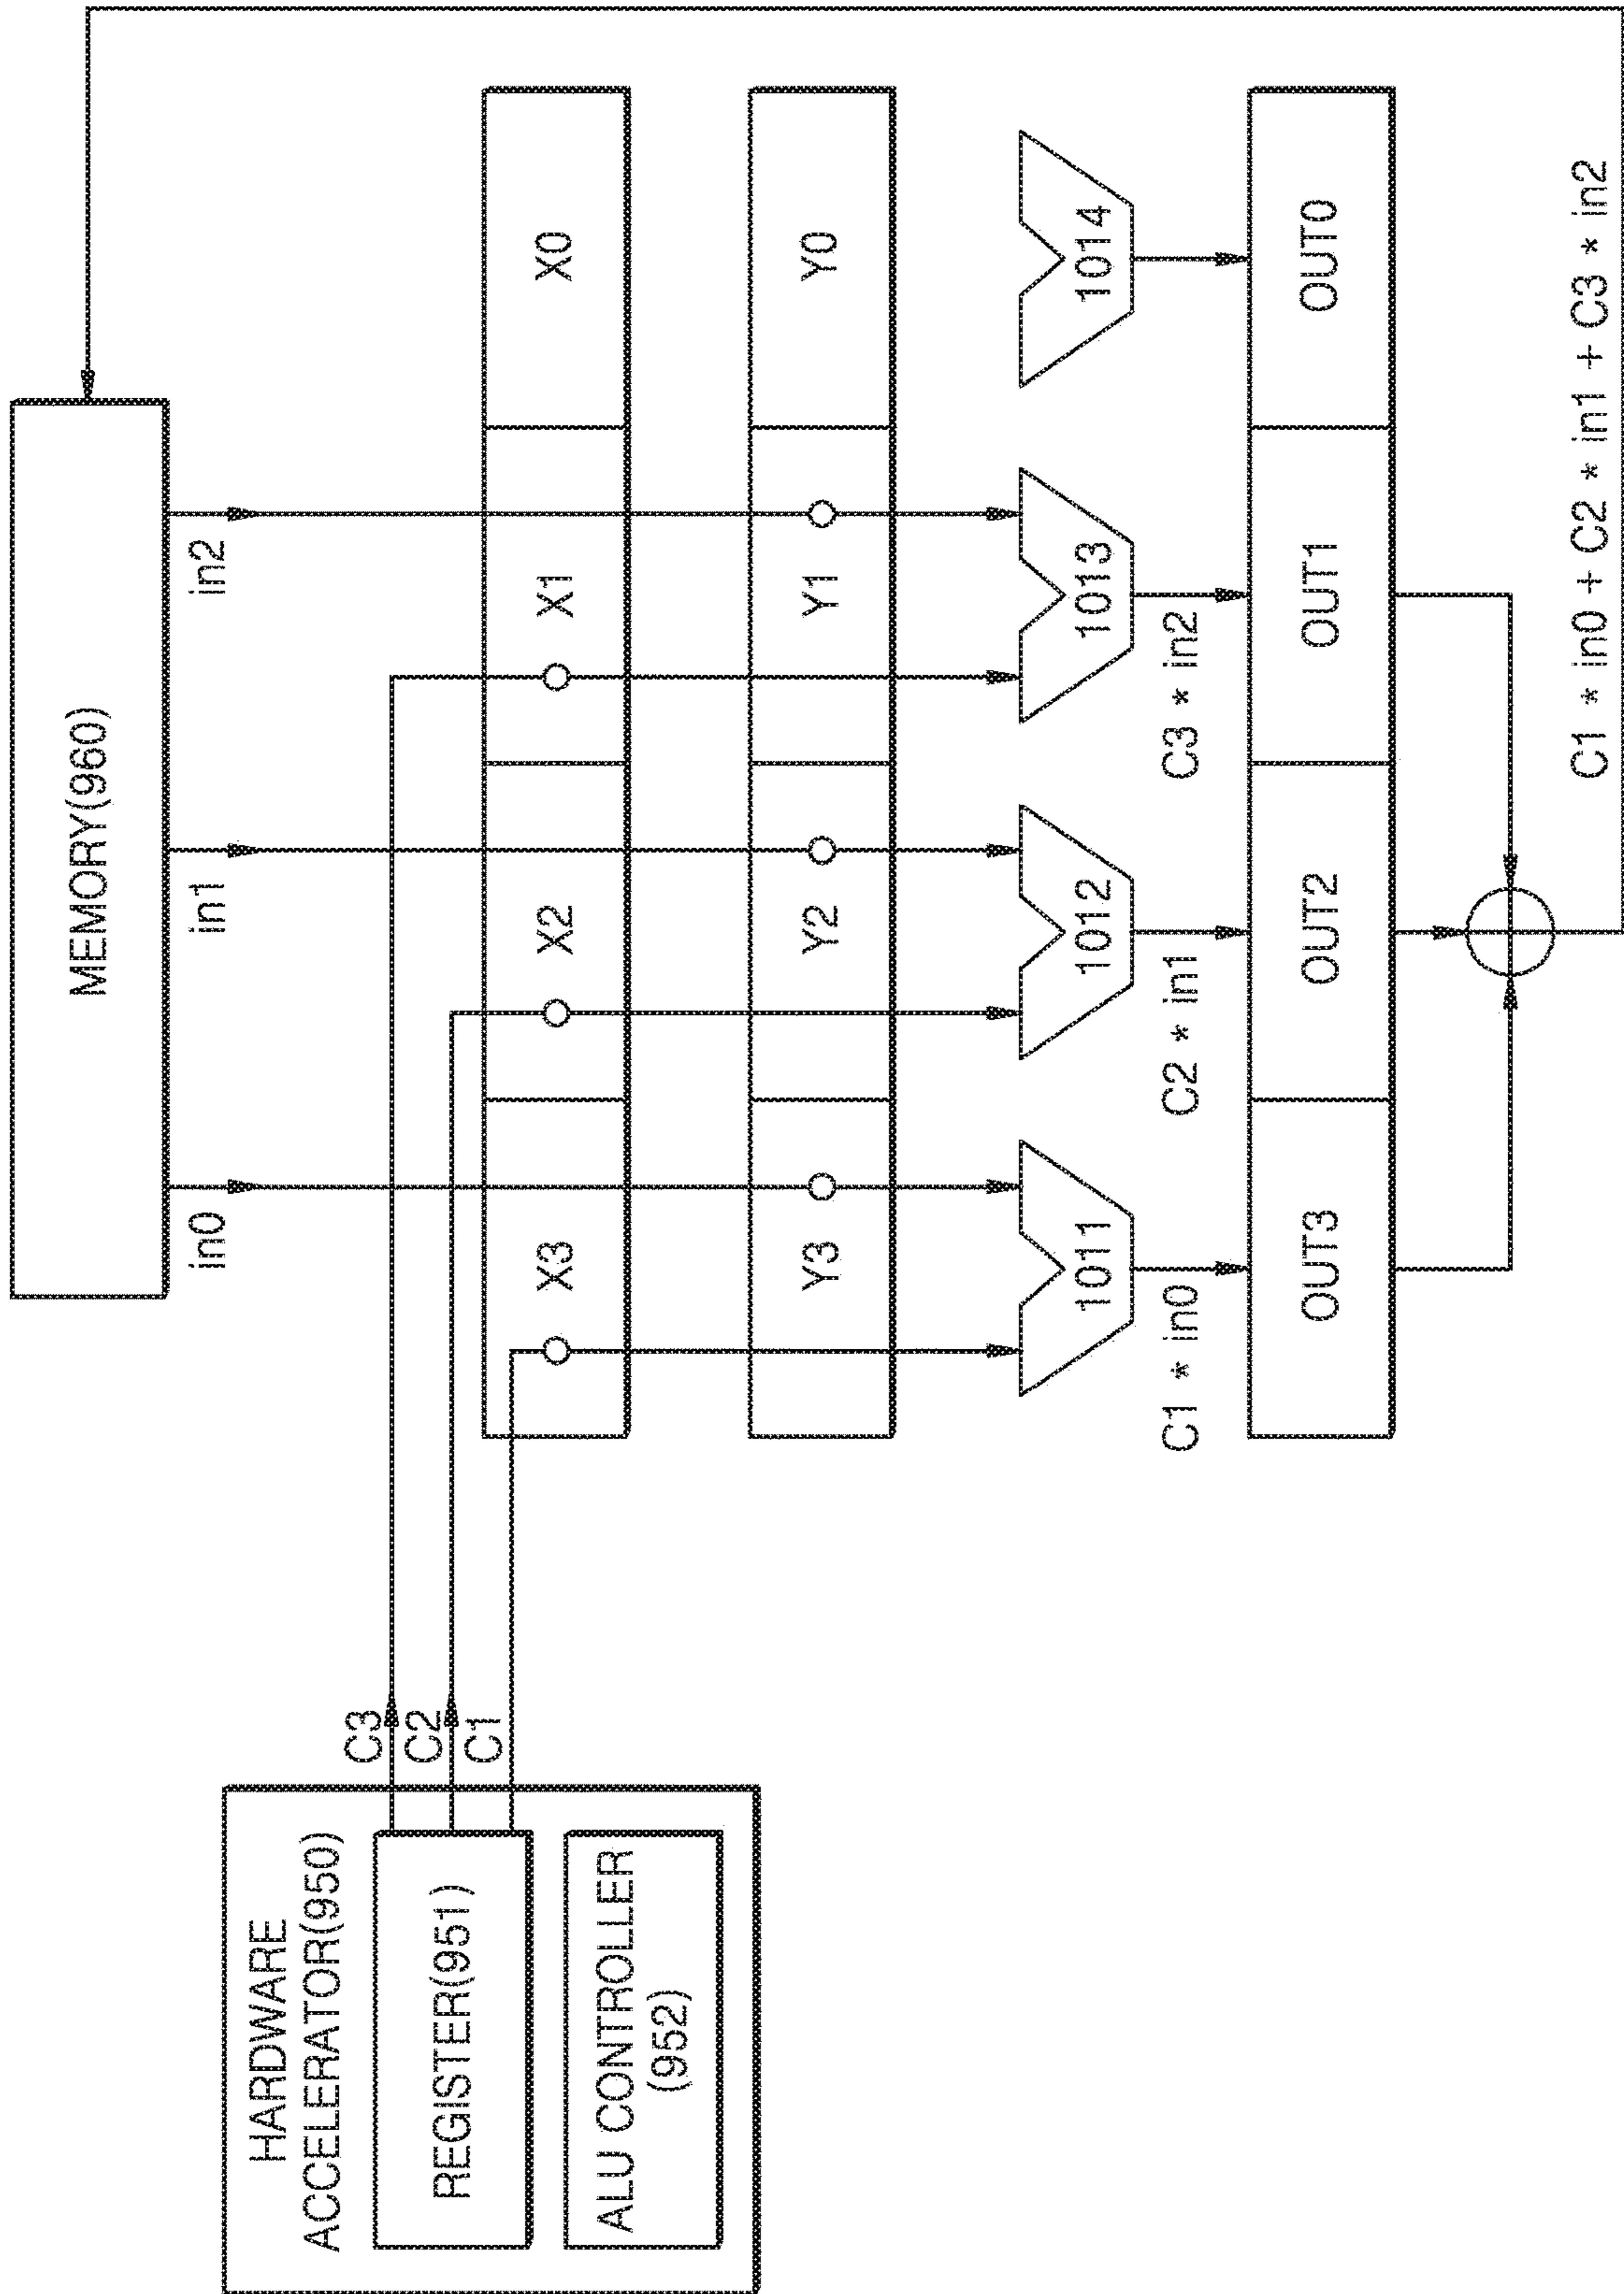 MEMORY(960)
in0
in1
in2
HARDWARE
ACCELERATOR(950)
REGISTER(951)
ALU CONTROLLER
(952)
C3
C2
C1
X3
X2
X1
X0
Y3
Y2
Y1
Y0
1011
1012
1013
1014
C1 * in0
C2 * in1
C3 * in2
OUT3
OUT2
OUT1
OUT0
C1 * in0 + C2 * in1 + C3 * in2